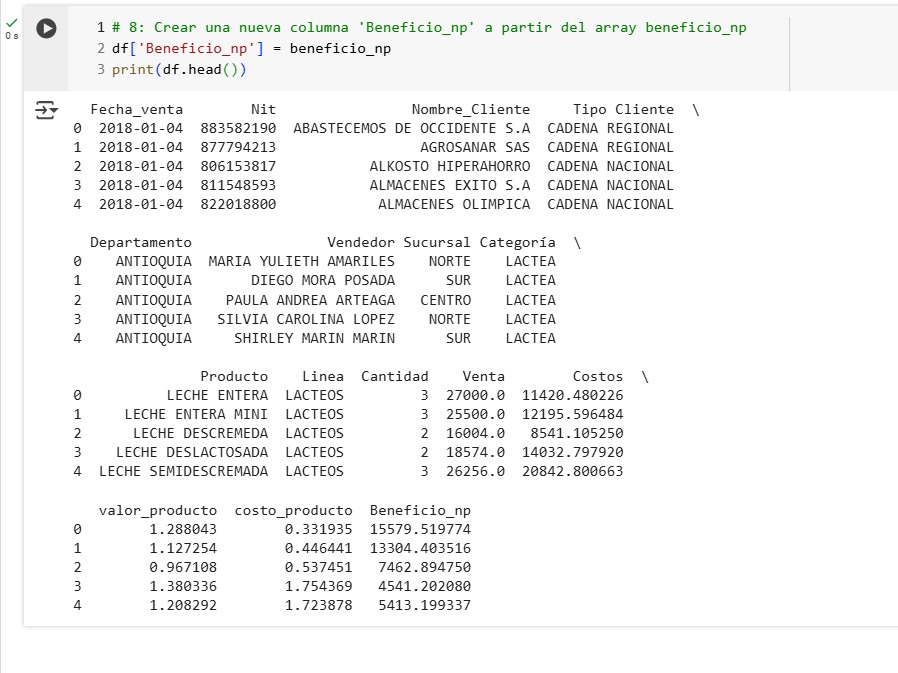 0 s
1 # 8: Crear una nueva columna 'Beneficio_np' a partir del array beneficio_np
2 df['Beneficio_np'] = beneficio_np
3 print(df.head())
Fecha_venta Nit Nombre_Cliente Tipo Cliente \
0 2018-01-04 883582190 ABASTECEMOS DE OCCIDENTE S.A CADENA REGIONAL
1 2018-01-04 877794213 AGROSANAR SAS CADENA REGIONAL
2 2018-01-04 806153817 ALKOSTO HIPERAHORRO CADENA NACIONAL
3 2018-01-04 811548593 ALMACENES EXITO S.A CADENA NACIONAL
4 2018-01-04 822018800 ALMACENES OLIMPICA CADENA NACIONAL
Departamento Vendedor Sucursal Categoría \
0 ANTIOQUIA MARIA YULIETH AMARILES NORTE LACTEA
1 ANTIOQUIA DIEGO MORA POSADA SUR LACTEA
2 ANTIOQUIA PAULA ANDREA ARTEAGA CENTRO LACTEA
3 ANTIOQUIA SILVIA CAROLINA LOPEZ NORTE LACTEA
4 ANTIOQUIA SHIRLEY MARIN MARIN SUR LACTEA
Producto Linea Cantidad Venta Costos \
0 LECHE ENTERA LACTEOS 3 27000.0 11420.480226
1 LECHE ENTERA MINI LACTEOS 3 25500.0 12195.596484
2 LECHE DESCREMEDA LACTEOS 2 16004.0 8541.105250
3 LECHE DESLACTOSADA LACTEOS 2 18574.0 14032.797920
4 LECHE SEMIDESCREMADA LACTEOS 3 26256.0 20842.800663
valor_producto costo_producto Beneficio_np
0 1.288043 0.331935 15579.519774
1 1.127254 0.446441 13304.403516
2 0.967108 0.537451 7462.894750
3 1.380336 1.754369 4541.202080
4 1.208292 1.723878 5413.199337